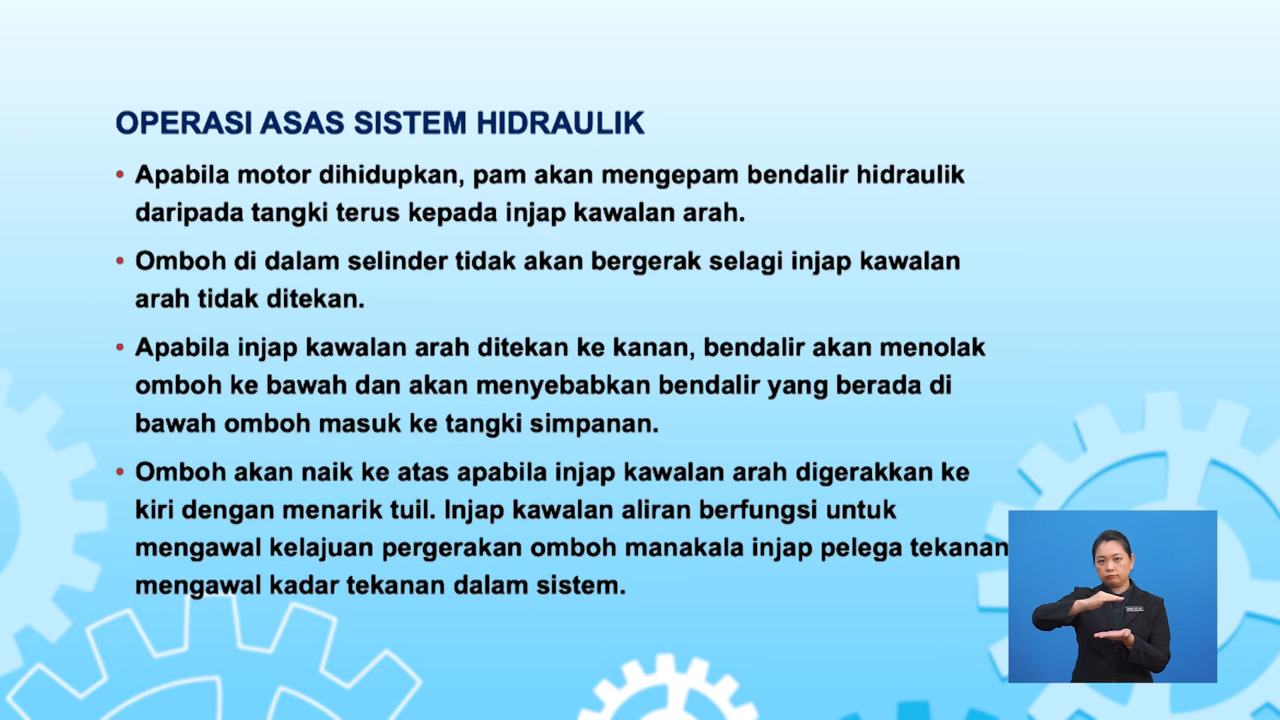 OPERASI ASAS SISTEM HIDRAULIK
• Apabila motor dihidupkan, pam akan mengepam bendalir hidraulik
daripada tangki terus kepada injap kawalan arah.
• Omboh di dalam selinder tidak akan bergerak selagi injap kawalan
arah tidak ditekan.
• Apabila injap kawalan arah ditekan ke kanan, bendalir akan menolak
omboh ke bawah dan akan menyebabkan bendalir yang berada di
bawah omboh masuk ke tangki simpanan.
• Omboh akan naik ke atas apabila injap kawalan arah digerakkan ke
kiri dengan menarik tuil. Injap kawalan aliran berfungsi untuk
mengawal kelajuan pergerakan omboh manakala injap pelega tekanan
mengawal kadar tekanan dalam sistem.